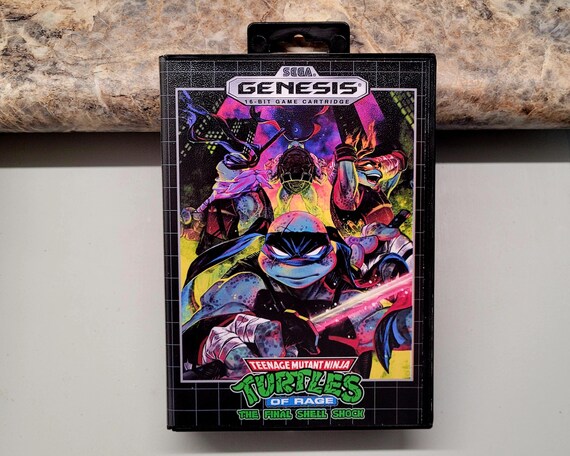 SEGA
GENESIS
16-BIT GAME CARTRIDGE
TEENAGE MUTANT NINJA
TURTLES
OF RAGE
THE FINAL SHELL SHOCK